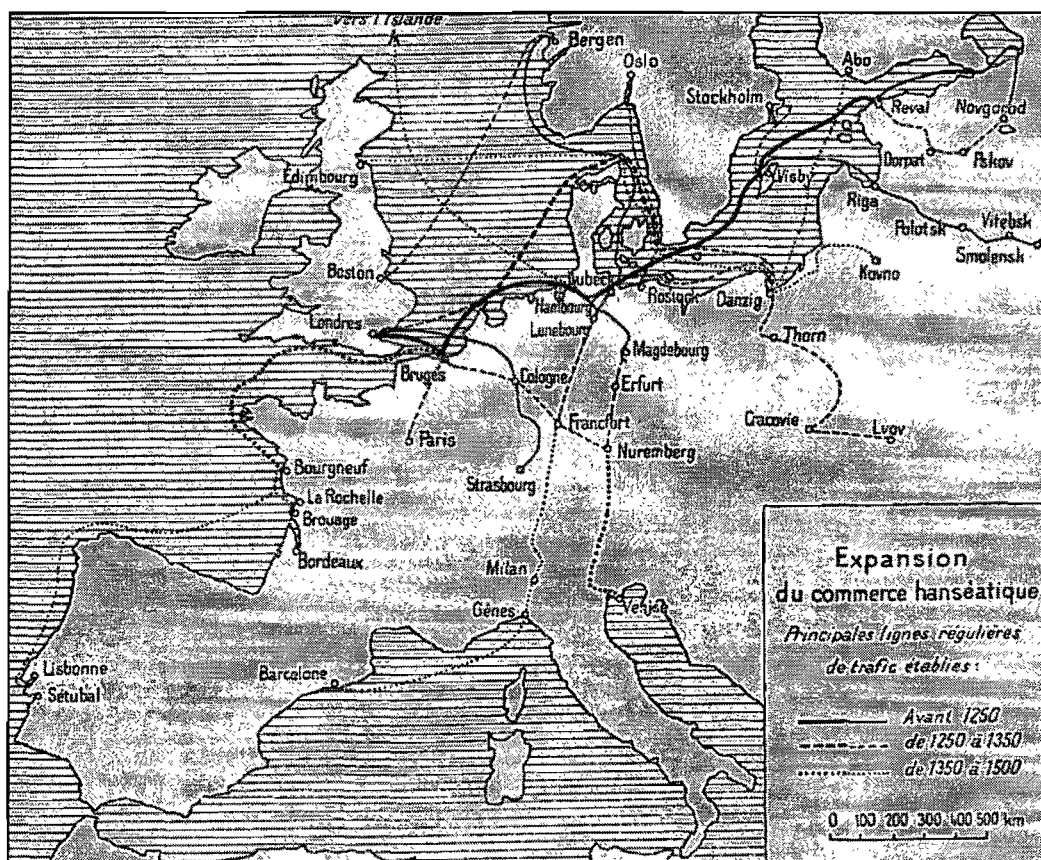 vers l'Islande
Bergen
Oslo
Abo
Stockholm
Reval
Novgorod
Dorpat
Pskov
Edimbourg
Visby
Riga
Polotsk
Vitebsk
Smolensk
Boston
Lubeck
Kovno
Hambourg
Rostock
Danzig
Londres
Lunebourg
Thorn
Bruges
Magdebourg
Cologne
Erfurt
Paris
Francfort
Cracovie
Lvov
Nuremberg
Bourgneuf
Strasbourg
La Rochelle
Brouage
Bordeaux
Milan
Gênes
Venise
Lisbonne
Sétubal
Barcelone
Expansion
du commerce hanséatique
Principales lignes régulières
de trafic établies :
Avant 1250
de 1250 à 1350
de 1350 à 1500
0 100 200 300 400 500 km